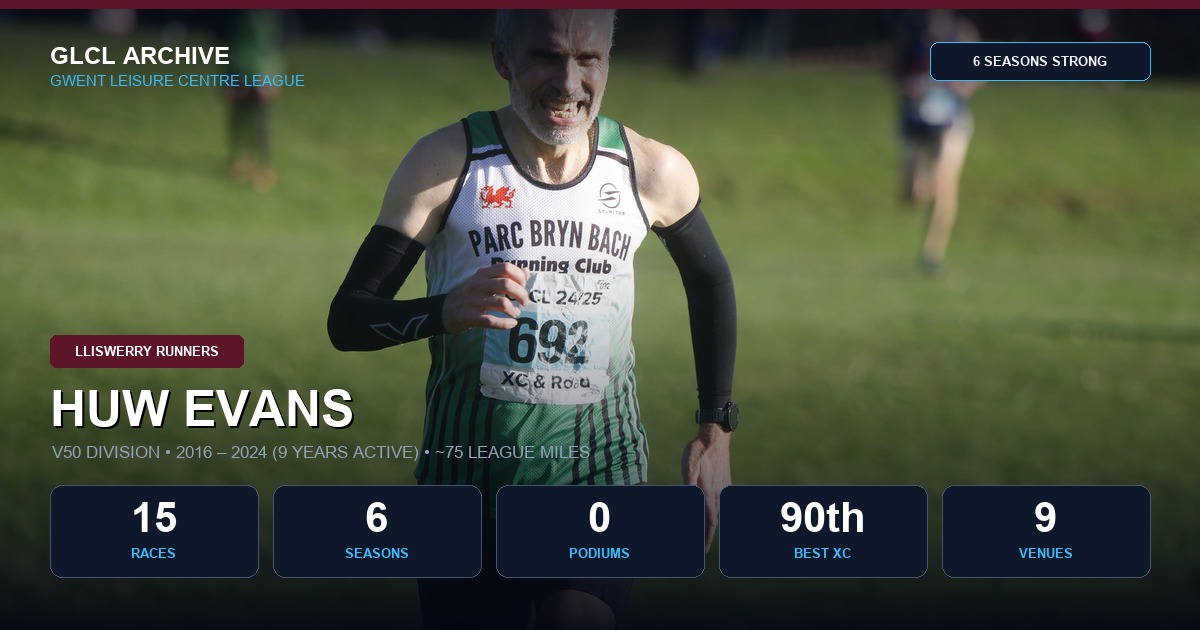 GLCL ARCHIVE
GWENT LEISURE CENTRE LEAGUE
6 SEASONS STRONG
PARC BRYN BACH
Running Club
CL 24/25
692
XC & Road
LLISWERRY RUNNERS
HUW EVANS
V50 DIVISION • 2016 – 2024 (9 YEARS ACTIVE) • ~75 LEAGUE MILES
15
RACES
6
SEASONS
0
PODIUMS
90th
BEST XC
9
VENUES